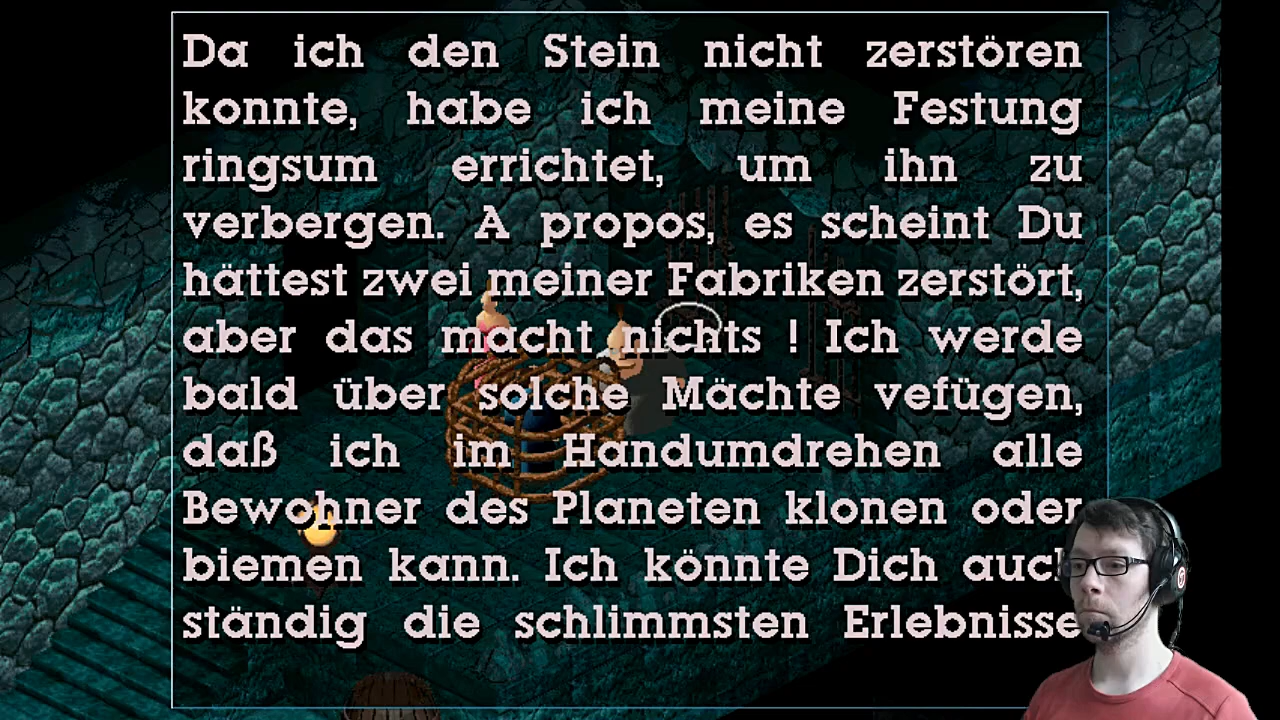 Da ich den Stein nicht zerstören
konnte, habe ich meine Festung
ringsum errichtet, um ihn zu
verbergen. A propos, es scheint Du
hättest zwei meiner Fabriken zerstört,
aber das macht nichts ! Ich werde
bald über solche Mächte vefügen,
daß ich im Handumdrehen alle
Bewohner des Planeten klonen oder
biemen kann. Ich könnte Dich auch
ständig die schlimmsten Erlebnisse